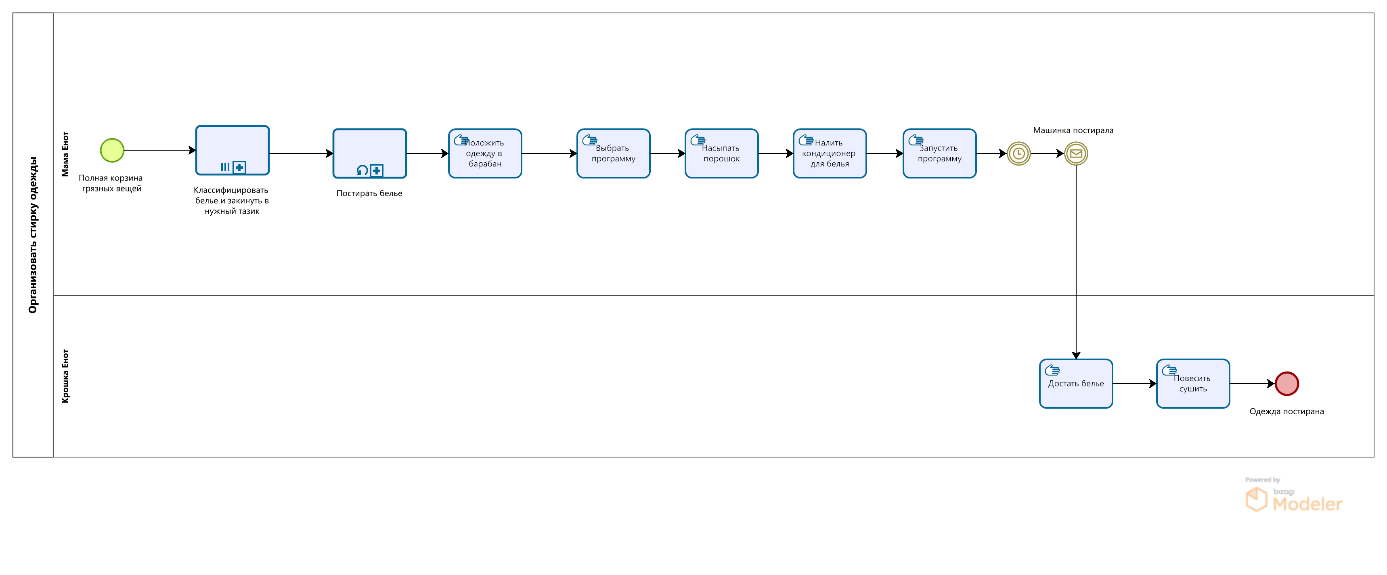 Организовать стирку одежды
Мама Енот
Полная корзина
грязных вещей
Классифицировать
белье и закинуть в
нужный тазик
Постирать белье
Положить
одежду в
барабан
Выбрать
программу
Насыпать
порошок
Налить
кондиционер
для белья
Запустить
программу
Машинка постирала
Крошка Енот
Достать белье
Повесить
сушить
Одежда постирана
Powered by
bizagi
Modeler